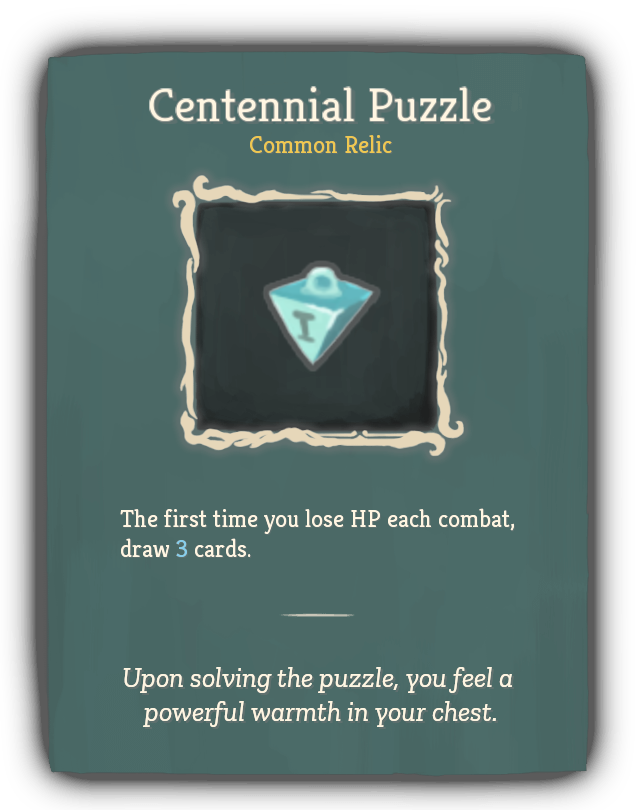 Centennial Puzzle
Common Relic
I
The first time you lose HP each combat,
draw 3 cards.
Upon solving the puzzle, you feel a
powerful warmth in your chest.